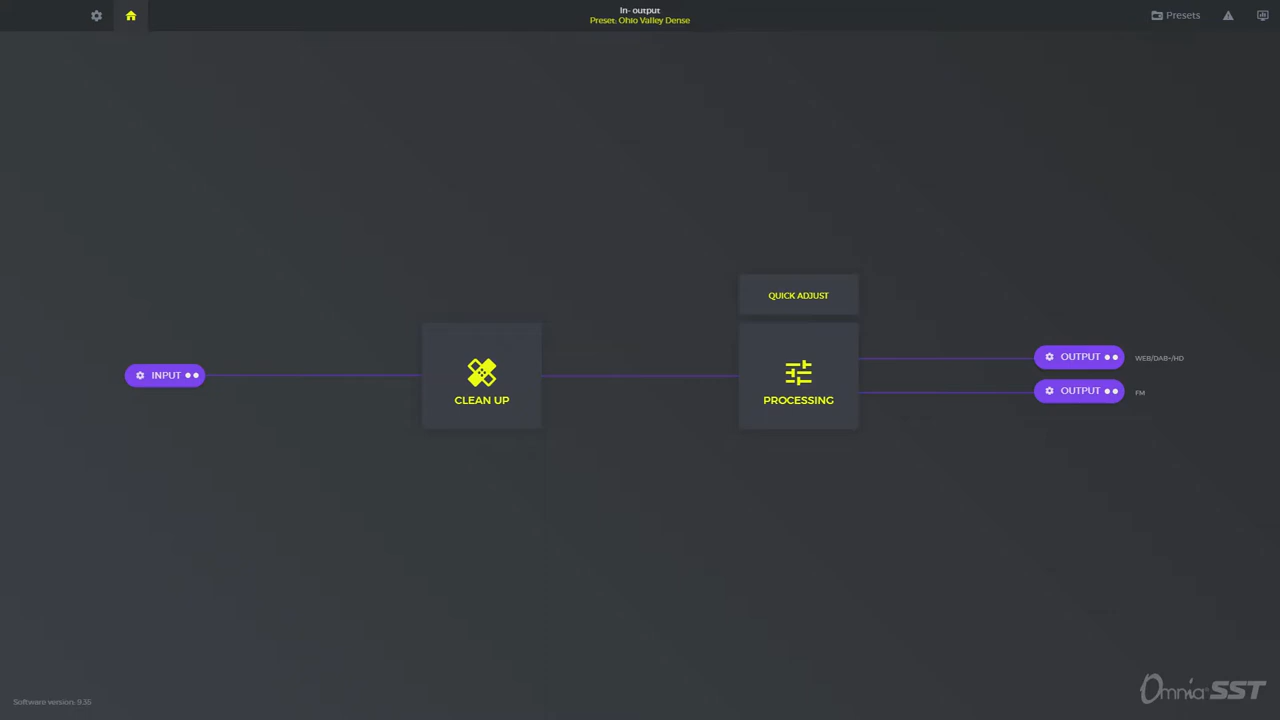 In- output
Preset: Ohio Valley Dense
Presets
QUICK ADJUST
INPUT
CLEAN UP
PROCESSING
OUTPUT
WEB/DAB+/HD
OUTPUT
FM
Software version: 9.35
Omnia SST